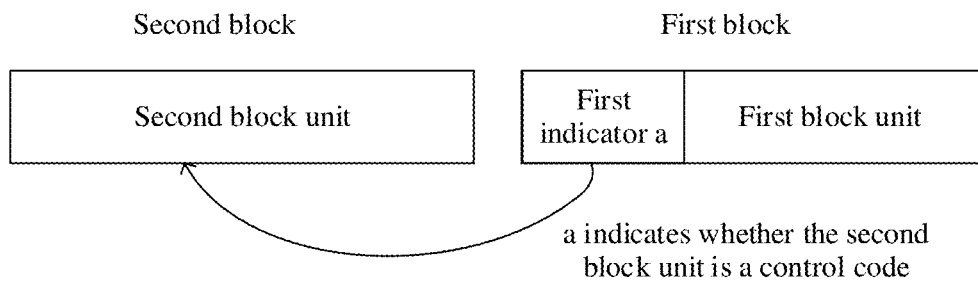 Second block
First block
Second block unit
First
indicator a
First block unit
a indicates whether the second
block unit is a control code